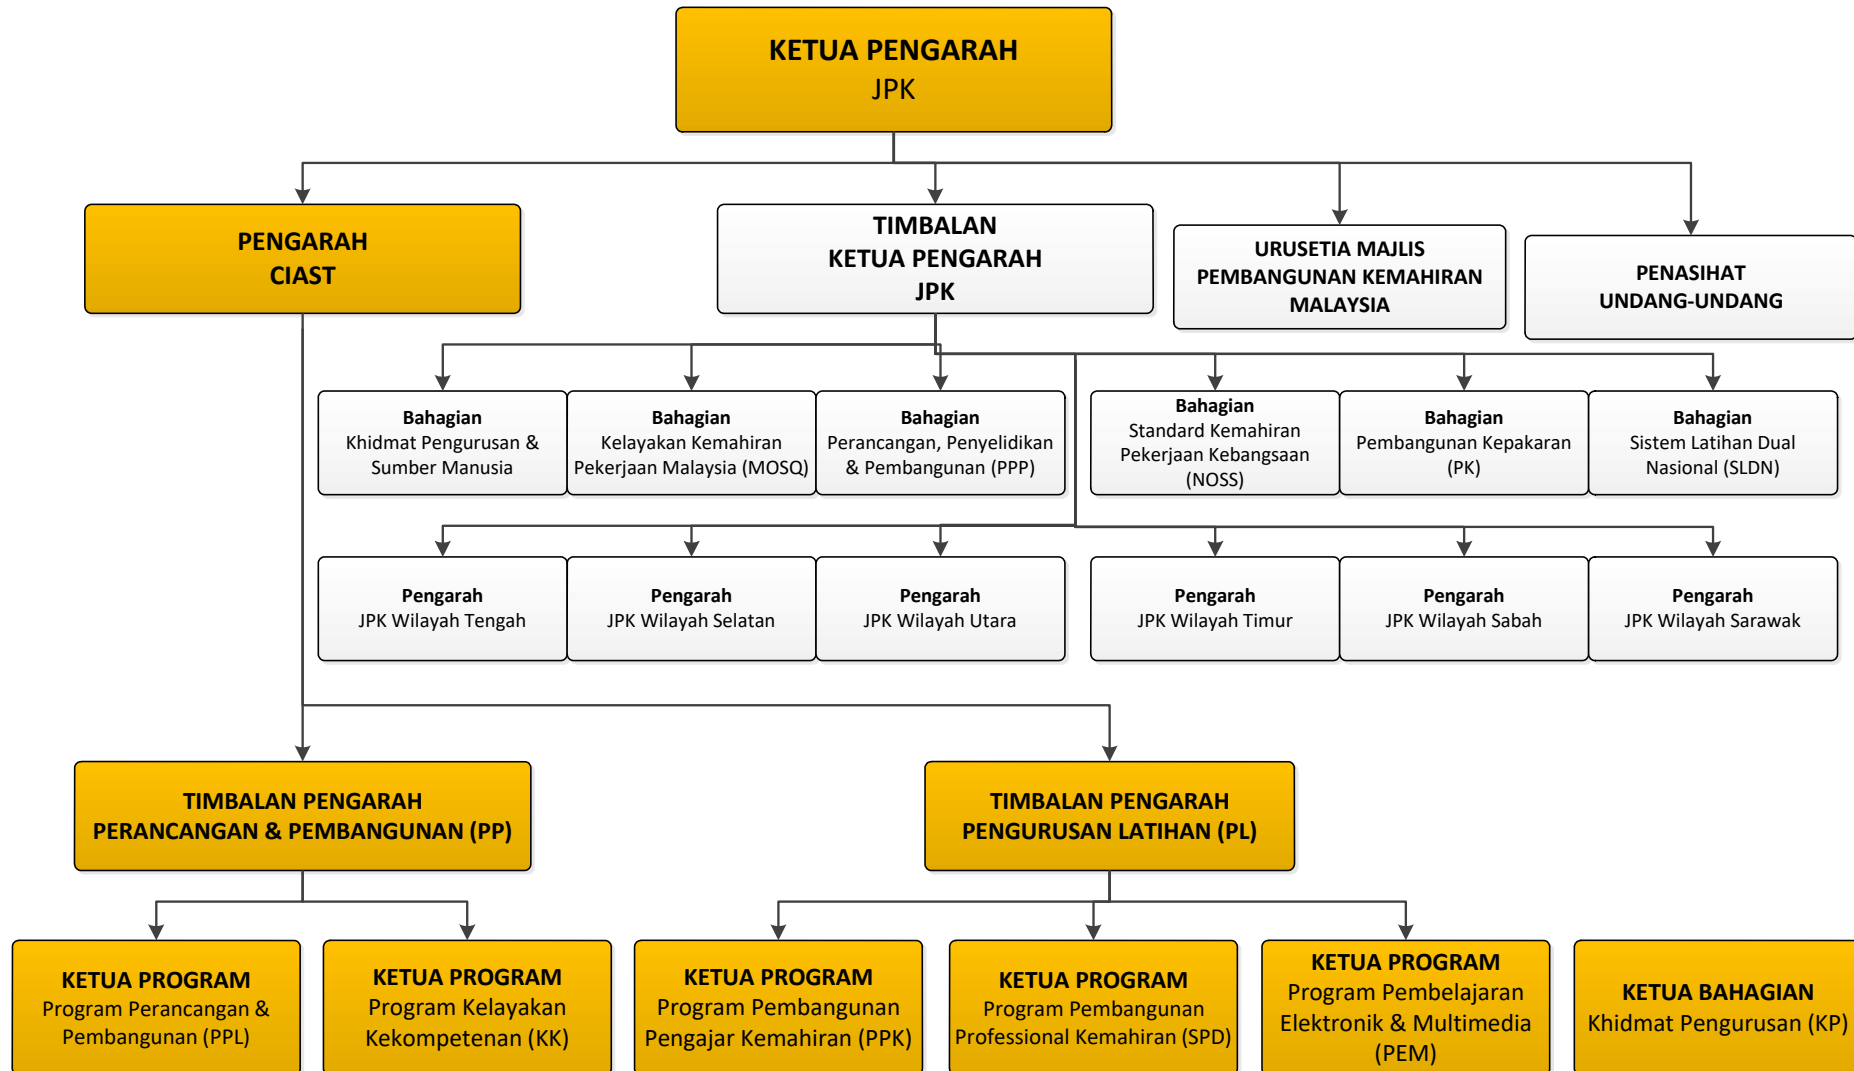 KETUA PENGARAH
JPK
PENGARAH
CIAST
TIMBALAN
KETUA PENGARAH
JPK
URUSETIA MAJLIS
PEMBANGUNAN KEMAHIRAN
MALAYSIA
PENASIHAT
UNDANG-UNDANG
Bahagian
Khidmat Pengurusan &
Sumber Manusia
Bahagian
Kelayakan Kemahiran
Pekerjaan Malaysia (MOSQ)
Bahagian
Perancangan, Penyelidikan
& Pembangunan (PPP)
Bahagian
Standard Kemahiran
Pekerjaan Kebangsaan
(NOSS)
Bahagian
Pembangunan Kepakaran
(PK)
Bahagian
Sistem Latihan Dual
Nasional (SLDN)
Pengarah
JPK Wilayah Tengah
Pengarah
JPK Wilayah Selatan
Pengarah
JPK Wilayah Utara
Pengarah
JPK Wilayah Timur
Pengarah
JPK Wilayah Sabah
Pengarah
JPK Wilayah Sarawak
TIMBALAN PENGARAH
PERANCANGAN & PEMBANGUNAN (PP)
TIMBALAN PENGARAH
PENGURUSAN LATIHAN (PL)
KETUA PROGRAM
Program Perancangan &
Pembangunan (PPL)
KETUA PROGRAM
Program Kelayakan
Kekompetenan (KK)
KETUA PROGRAM
Program Pembangunan
Pengajar Kemahiran (PPK)
KETUA PROGRAM
Program Pembangunan
Professional Kemahiran (SPD)
KETUA PROGRAM
Program Pembelajaran
Elektronik & Multimedia
(PEM)
KETUA BAHAGIAN
Khidmat Pengurusan (KP)